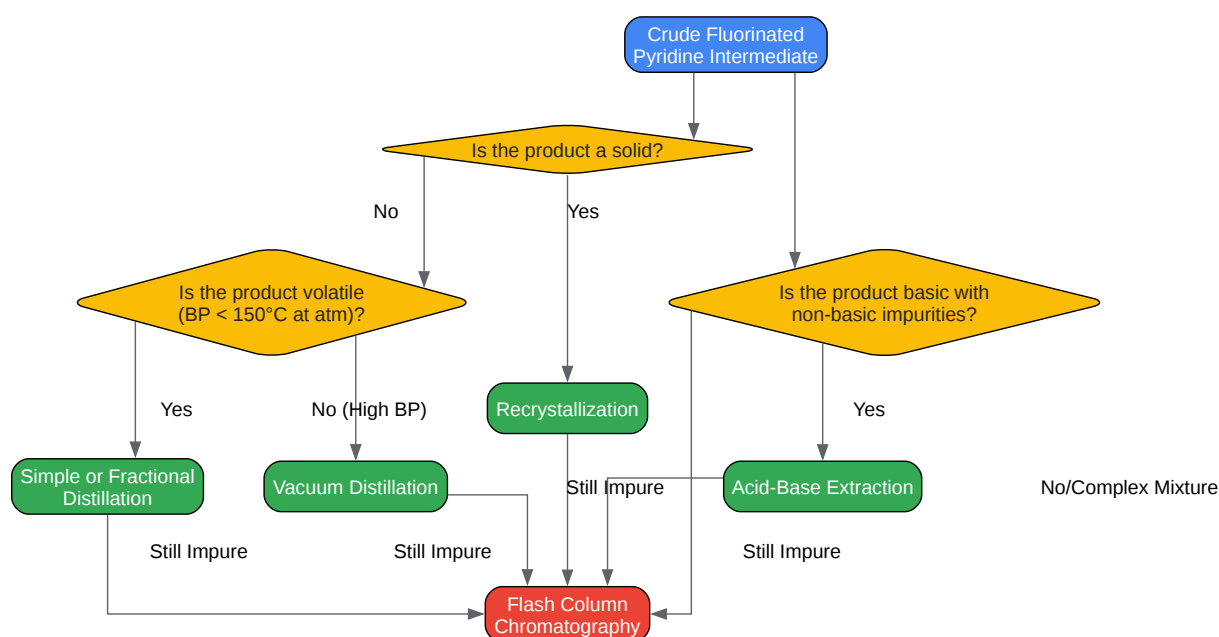 Crude Fluorinated
Pyridine Intermediate
Is the product a solid?
No
Yes
Is the product volatile
(BP < 150°C at atm)?
Is the product basic with
non-basic impurities?
Yes
No (High BP)
Recrystallization
Yes
Simple or Fractional
Distillation
Vacuum Distillation
Still Impure
Acid-Base Extraction
No/Complex Mixture
Still Impure
Still Impure
Still Impure
Flash Column
Chromatography